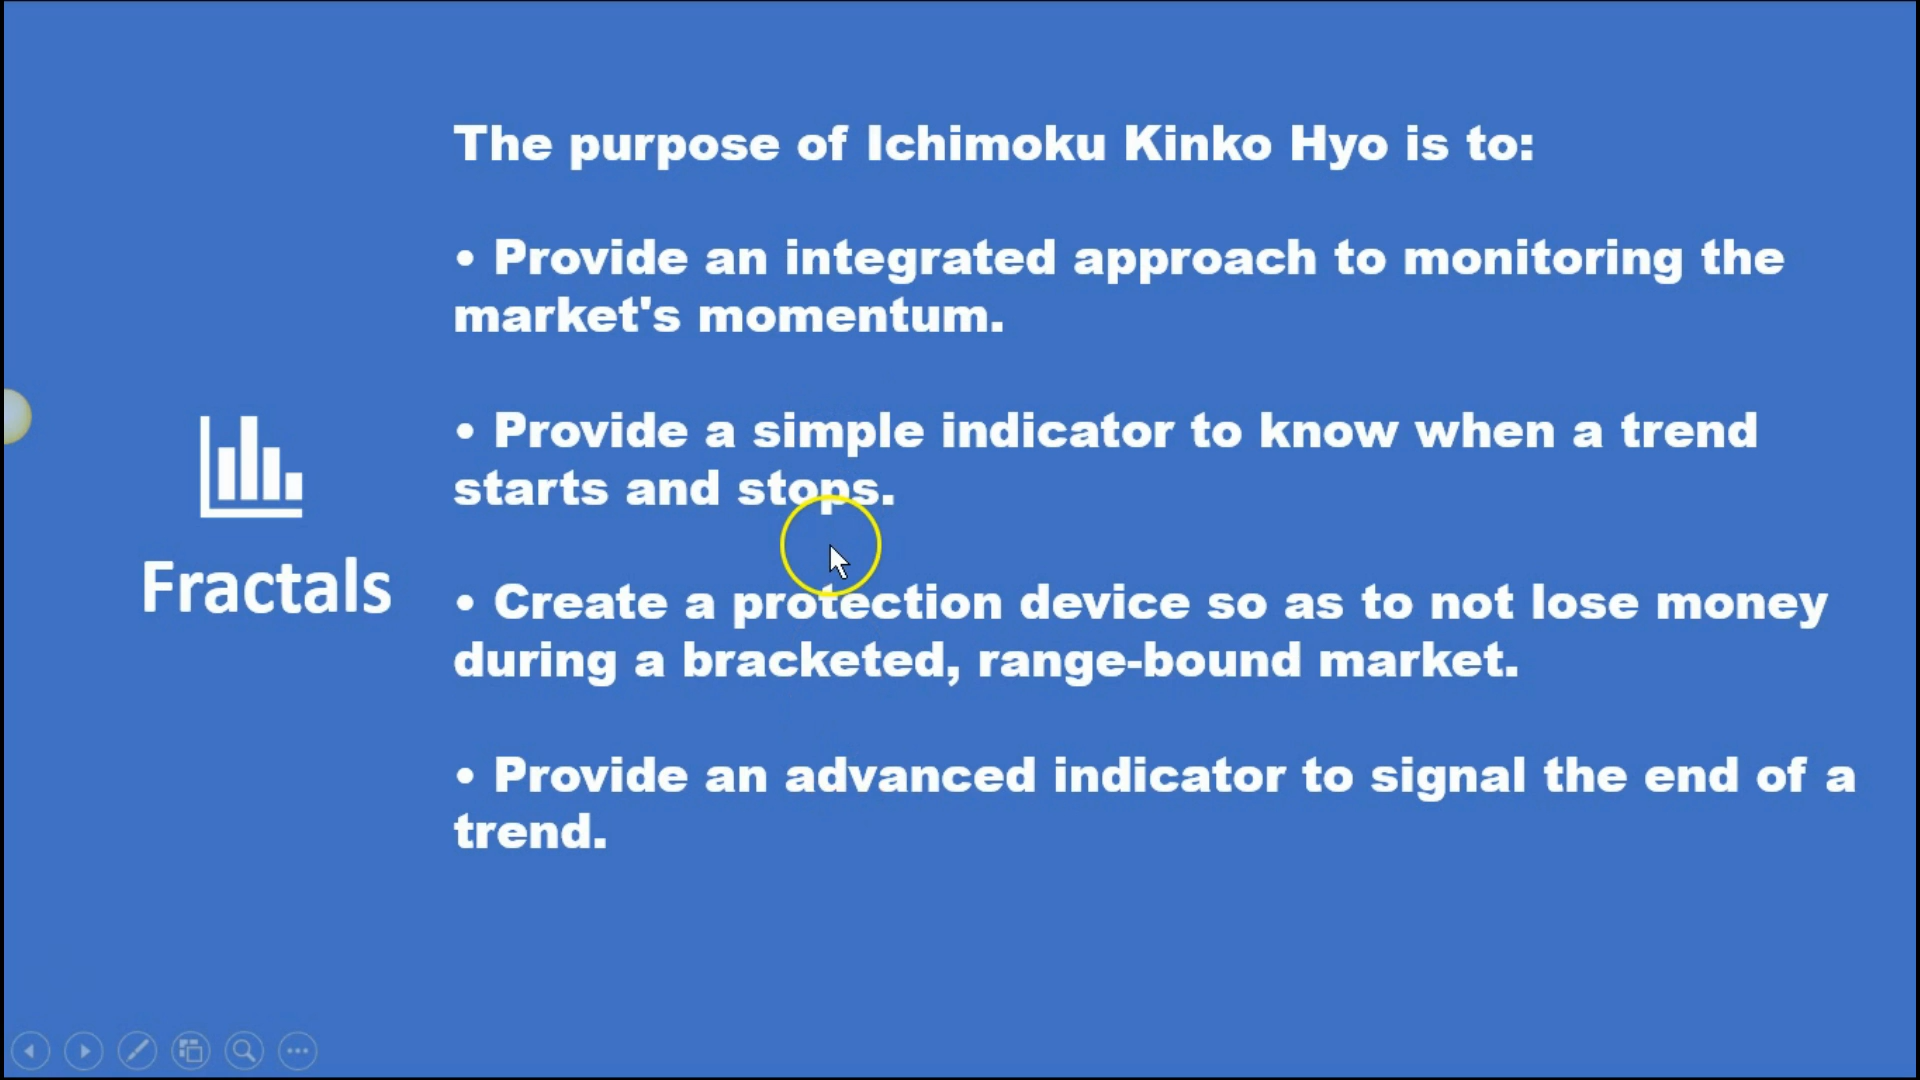 The purpose of Ichimoku Kinko Hyo is to:
• Provide an integrated approach to monitoring the
market's momentum.
• Provide a simple indicator to know when a trend
starts and stops.
Fractals
• Create a protection device so as to not lose money
during a bracketed, range-bound market.
• Provide an advanced indicator to signal the end of a
trend.